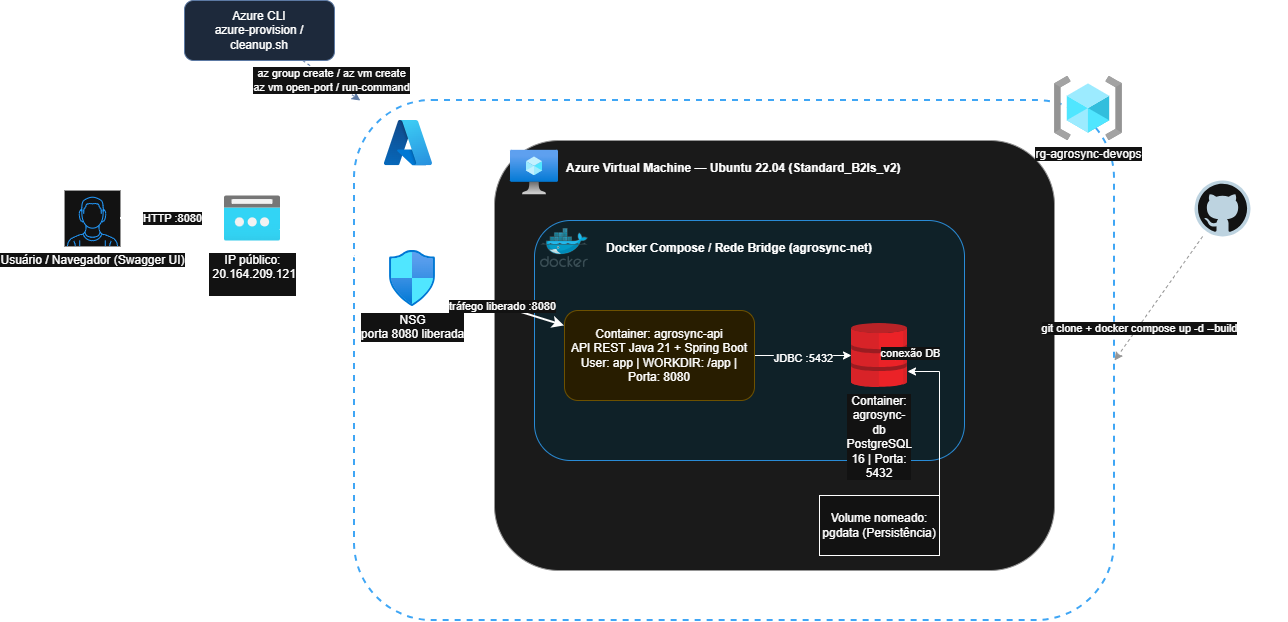 Azure CLI
azure-provision /
cleanup.sh
az group create / az vm create
az vm open-port / run-command
rg-agrosync-devops
Azure Virtual Machine — Ubuntu 22.04 (Standard_B2ls_v2)
HTTP :8080
Usuário / Navegador (Swagger UI)
IP público:
20.164.209.121
Docker Compose / Rede Bridge (agrosync-net)
docker
NSG
porta 8080 liberada
tráfego liberado :8080
Container: agrosync-api
API REST Java 21 + Spring Boot
User: app | WORKDIR: /app |
Porta: 8080
JDBC :5432
conexão DB
Container:
agrosync-
db
PostgreSQL
16 | Porta:
5432
Volume nomeado:
pgdata (Persistência)
git clone + docker compose up -d --build